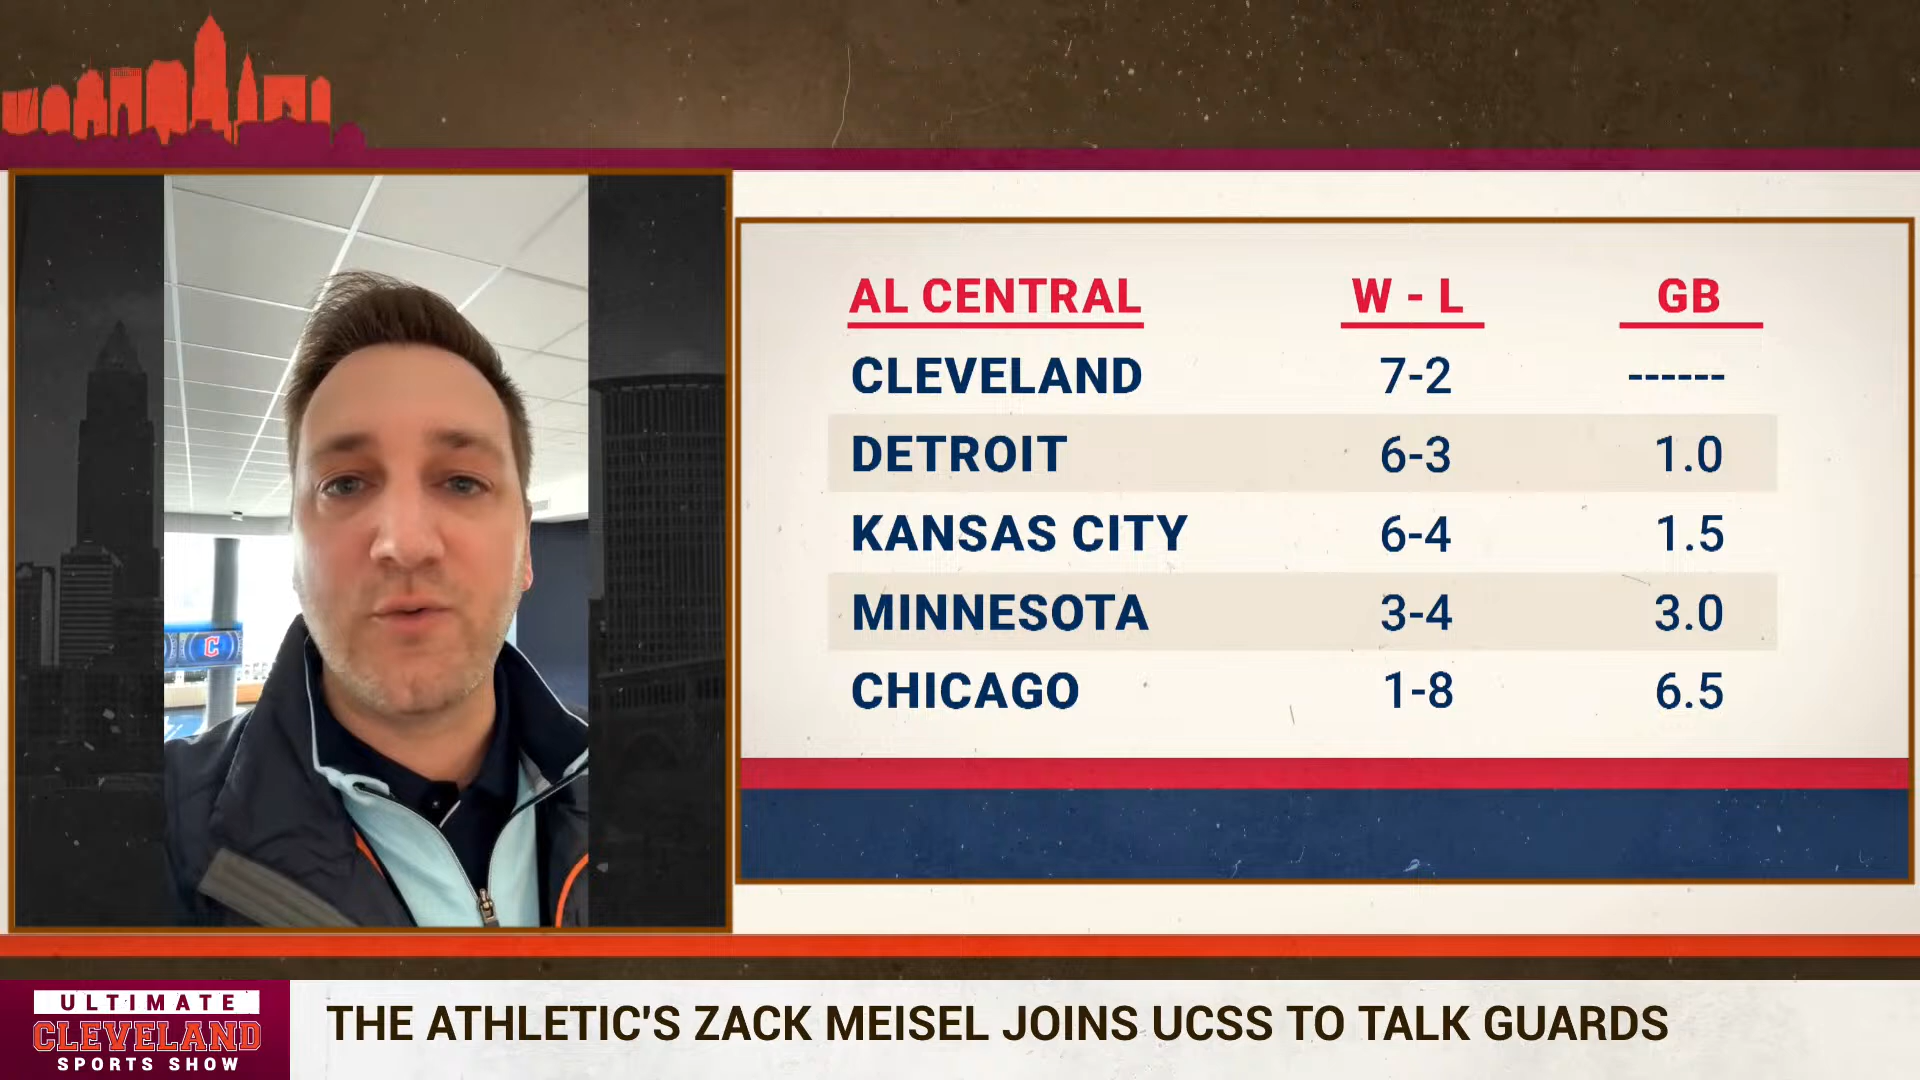 AL CENTRAL W - L GB
CLEVELAND 7-2 ------
DETROIT 6-3 1.0
KANSAS CITY 6-4 1.5
MINNESOTA 3-4 3.0
CHICAGO 1-8 6.5
C
ULTIMATE
CLEVELAND
SPORTS SHOW
THE ATHLETIC'S ZACK MEISEL JOINS UCSS TO TALK GUARDS